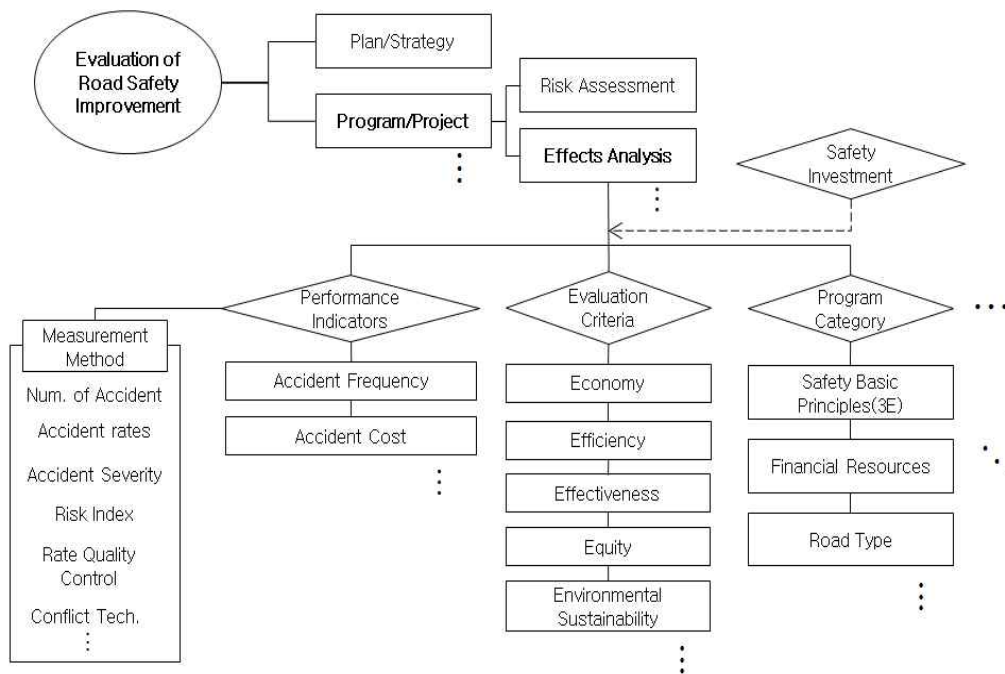 Evaluation of
Road Safety
Improvement
Plan/Strategy
Program/Project
Risk Assessment
Effects Analysis
Safety
Investment
Performance
Indicators
Evaluation
Criteria
Program
Category
Measurement
Method
Num. of Accident
Accident rates
Accident Severity
Risk Index
Rate Quality
Control
Conflict Tech.
Accident Frequency
Accident Cost
Economy
Efficiency
Effectiveness
Equity
Environmental
Sustainability
Safety Basic
Principles(3E)
Financial Resources
Road Type